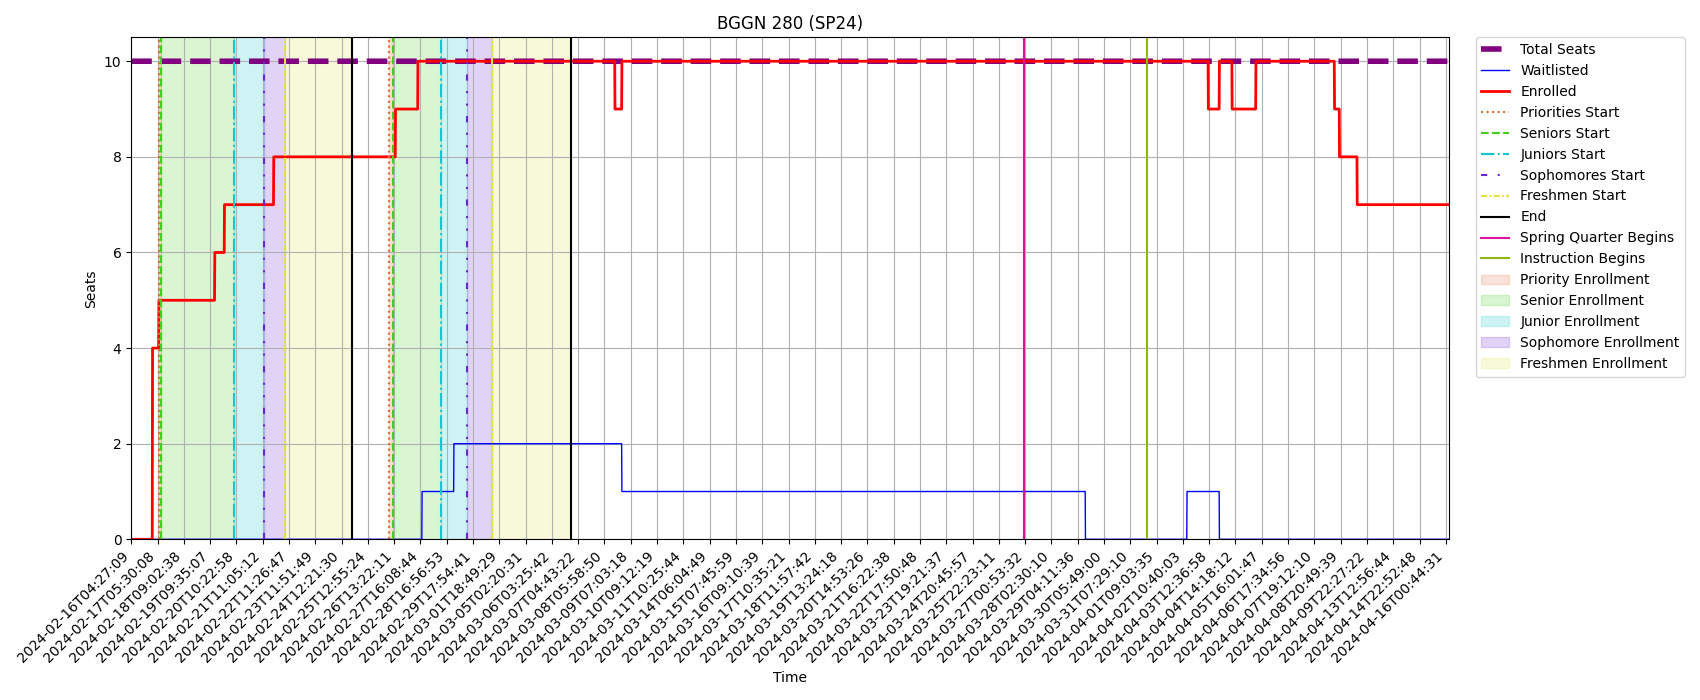 BGGN 280 (SP24)
Seats
10
8
6
4
2
0
2024-02-16T04:27:09
2024-02-17T05:30:08
2024-02-18T09:02:38
2024-02-19T09:35:07
2024-02-20T10:22:58
2024-02-21T11:05:12
2024-02-22T11:26:47
2024-02-23T11:51:49
2024-02-24T12:21:30
2024-02-25T12:55:24
2024-02-26T13:22:11
2024-02-27T16:08:44
2024-02-28T16:56:53
2024-02-29T17:54:41
2024-03-01T18:49:29
2024-03-05T02:20:31
2024-03-06T03:25:42
2024-03-07T04:43:22
2024-03-08T05:58:50
2024-03-09T07:03:18
2024-03-10T09:12:19
2024-03-11T10:25:44
2024-03-14T06:04:49
2024-03-15T07:45:59
2024-03-16T09:10:39
2024-03-17T10:35:21
2024-03-18T11:57:42
2024-03-19T13:24:18
2024-03-20T14:53:26
2024-03-21T16:22:38
2024-03-22T17:50:48
2024-03-23T19:21:37
2024-03-24T20:45:57
2024-03-25T22:23:11
2024-03-27T00:53:32
2024-03-28T02:30:10
2024-03-29T04:11:36
2024-03-30T05:49:00
2024-03-31T07:29:10
2024-04-01T09:03:35
2024-04-02T10:40:03
2024-04-03T12:36:58
2024-04-04T14:18:12
2024-04-05T16:01:47
2024-04-06T17:34:56
2024-04-07T19:12:10
2024-04-08T20:49:39
2024-04-09T22:27:22
2024-04-13T12:56:44
2024-04-14T22:52:48
2024-04-16T00:44:31
Time
Total Seats
Waitlisted
Enrolled
Priorities Start
Seniors Start
Juniors Start
Sophomores Start
Freshmen Start
End
Spring Quarter Begins
Instruction Begins
Priority Enrollment
Senior Enrollment
Junior Enrollment
Sophomore Enrollment
Freshmen Enrollment